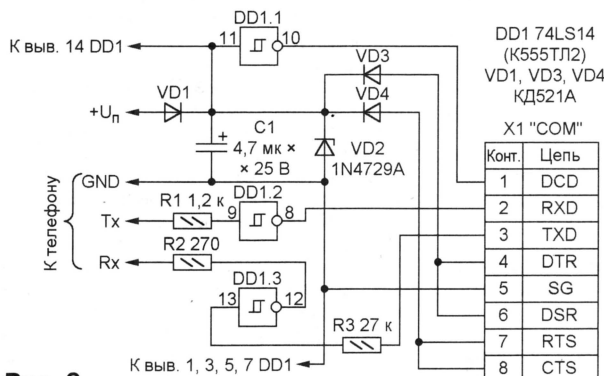 DD1.1
11
10
К выв. 14 DD1
VD3
VD1
VD4
+Uп
C1
4,7 мк ×
× 25 В
VD2
1N4729A
К телефону
GND
R1 1,2 к
DD1.2
9
8
Tx
R2 270
Rx
DD1.3
13
12
R3 27 к
К выв. 1, 3, 5, 7 DD1
DD1 74LS14
(К555ТЛ2)
VD1, VD3, VD4
КД521А
X1 "COM"
Конт. Цепь
1 DCD
2 RXD
3 TXD
4 DTR
5 SG
6 DSR
7 RTS
8 CTS